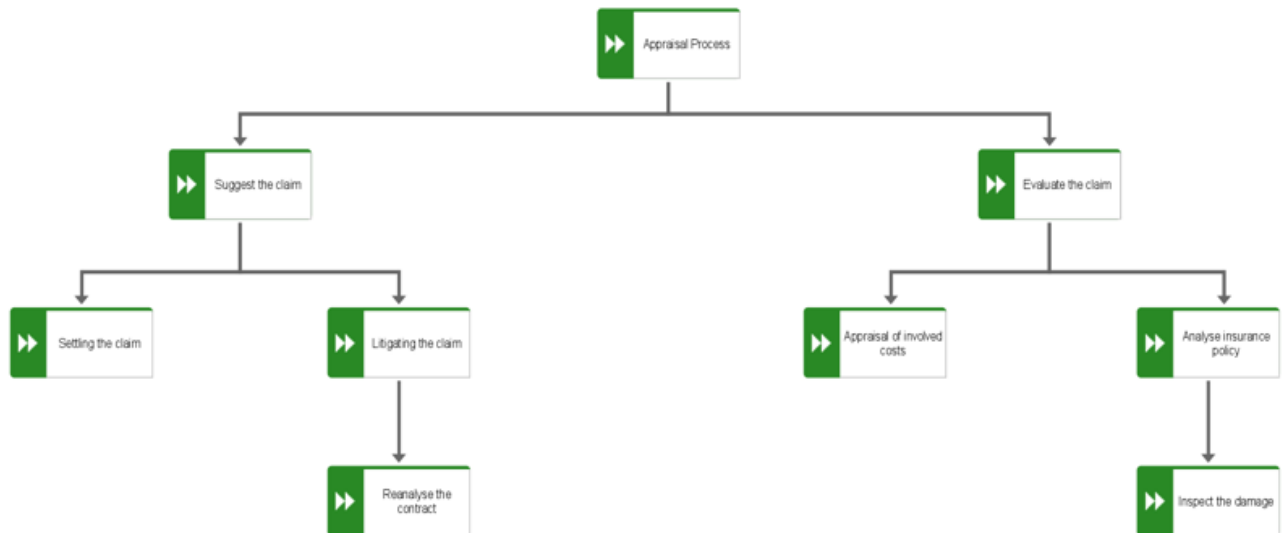 Appraisal Process
Suggest the claim
Evaluate the claim
Settling the claim
Litigating the claim
Appraisal of involved
costs
Analyse insurance
policy
Reanalyse the
contract
Inspect the damage